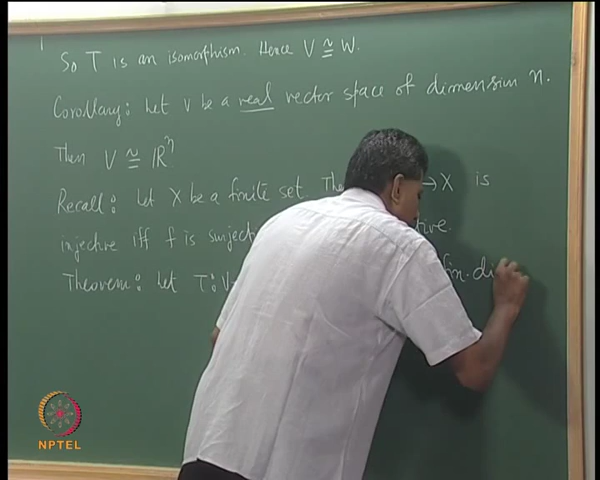 So T is an isomorphism. Hence V ≅ W.
Corollary: Let V be a real vector space of dimension n.
Then V ≅ ℝⁿ
Recall: Let X be a finite set. The → X is
injective iff f is surject tive.
Theorem: Let T: V fin. di
NPTEL